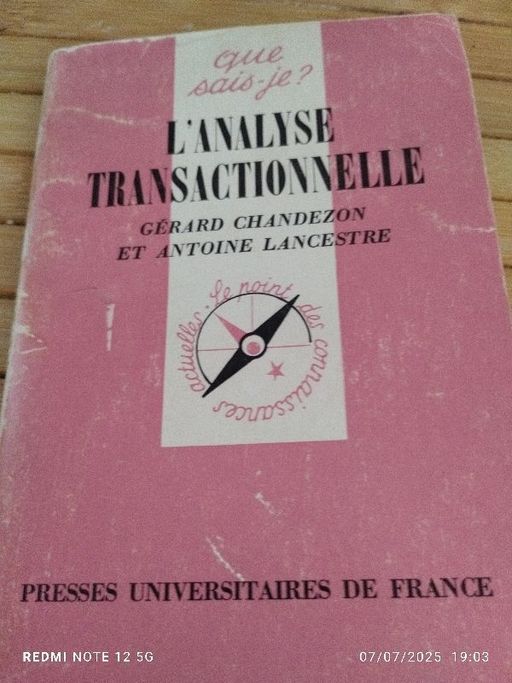 que
sais-je?
L'ANALYSE
TRANSACTIONNELLE
GÉRARD CHANDEZON
ET ANTOINE LANCESTRE
Le point des connaissances actuelles.
PRESSES UNIVERSITAIRES DE FRANCE
REDMI NOTE 12 5G
07/07/2025 19:03